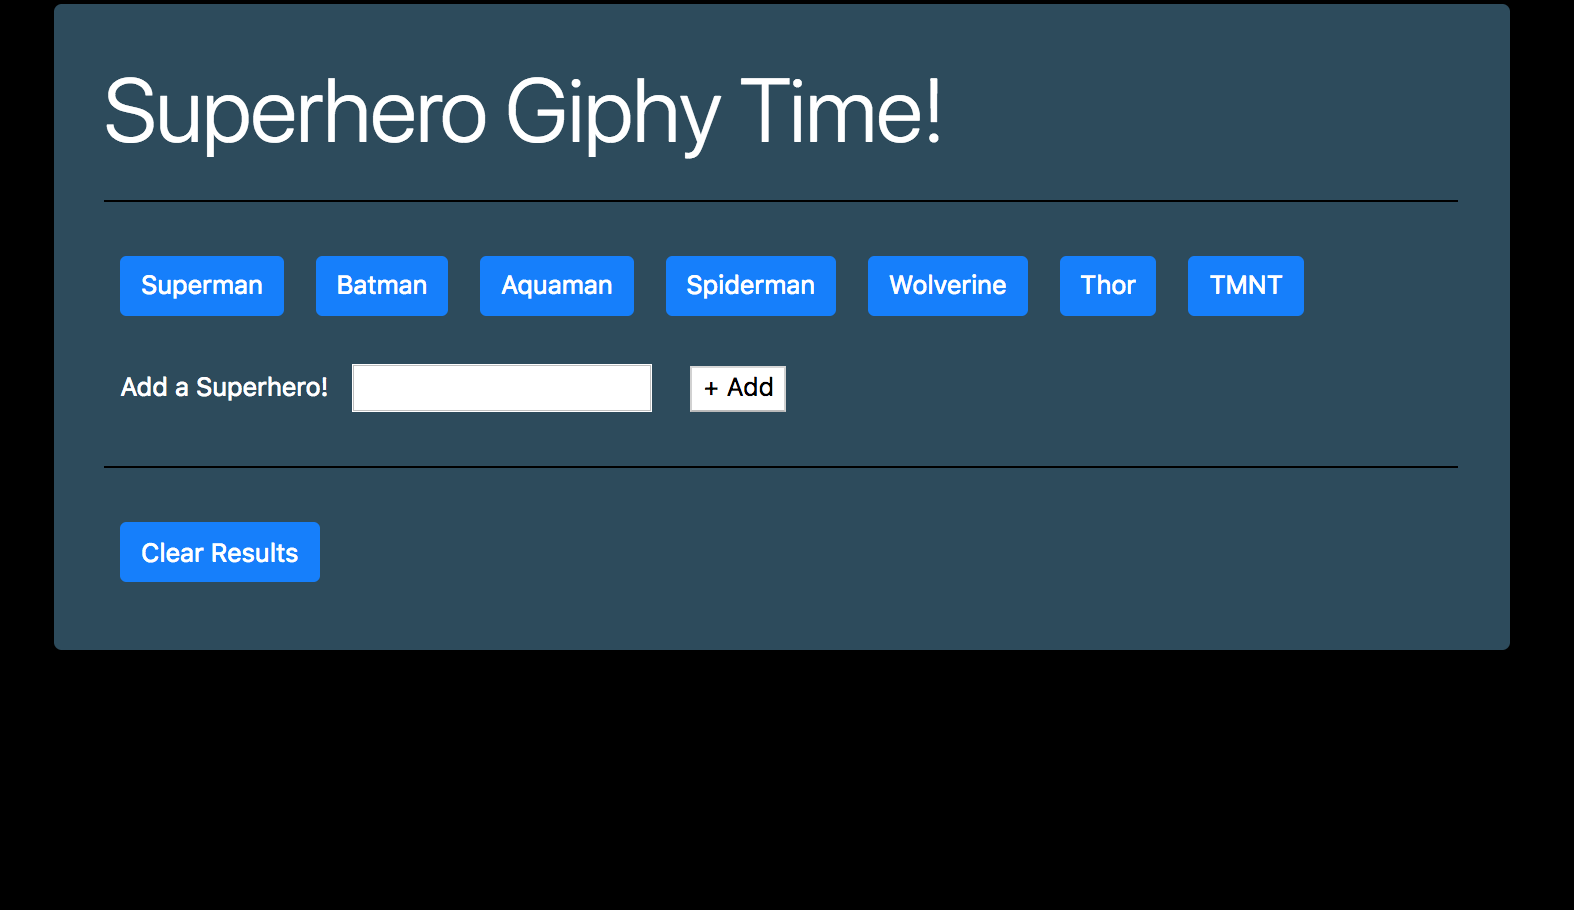 Superhero Giphy Time!
Superman Batman Aquaman Spiderman Wolverine Thor TMNT
Add a Superhero! + Add
Clear Results